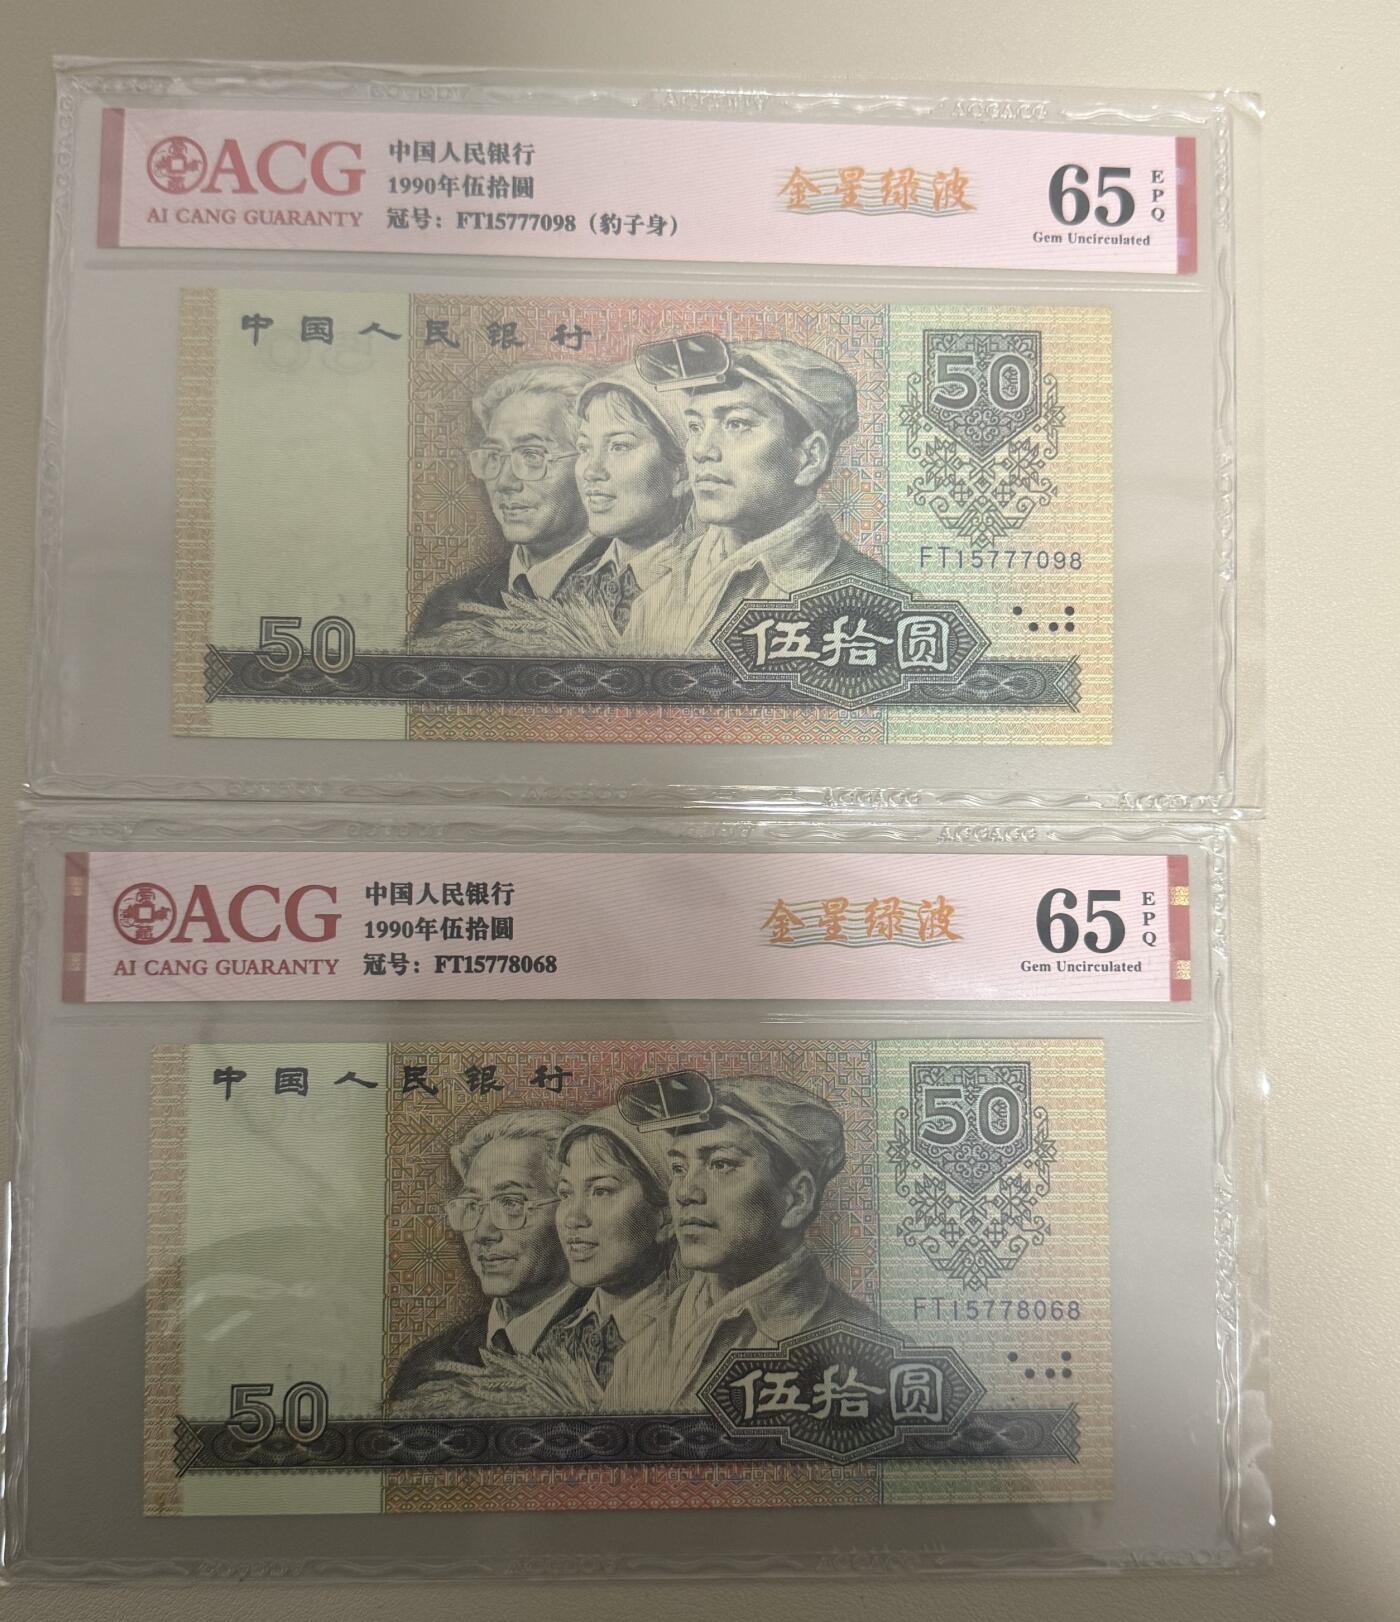 ACG
AI CANG GUARANTY
中国人民银行
1990年伍拾圆
冠号：FT15777098（豹子身）
金星绿波
65
EPQ
Gem Uncirculated
中国人民银行
50
FT15777098
50
伍拾圆
ACG
AI CANG GUARANTY
中国人民银行
1990年伍拾圆
冠号：FT15778068
金星绿波
65
EPQ
Gem Uncirculated
中国人民银行
50
FT15778068
50
伍拾圆